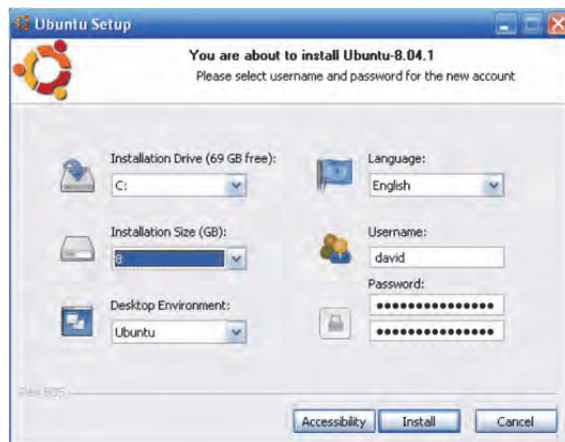 Ubuntu Setup
You are about to install Ubuntu-8.04.1
Please select username and password for the new account
Installation Drive (69 GB free):
C:
Language:
English
Installation Size (GB):
8
Username:
david
Password:
●●●●●●●●●●●●●●●●
●●●●●●●●●●●●●●●●
Desktop Environment:
Ubuntu
Rev 805
Accessibility
Install
Cancel